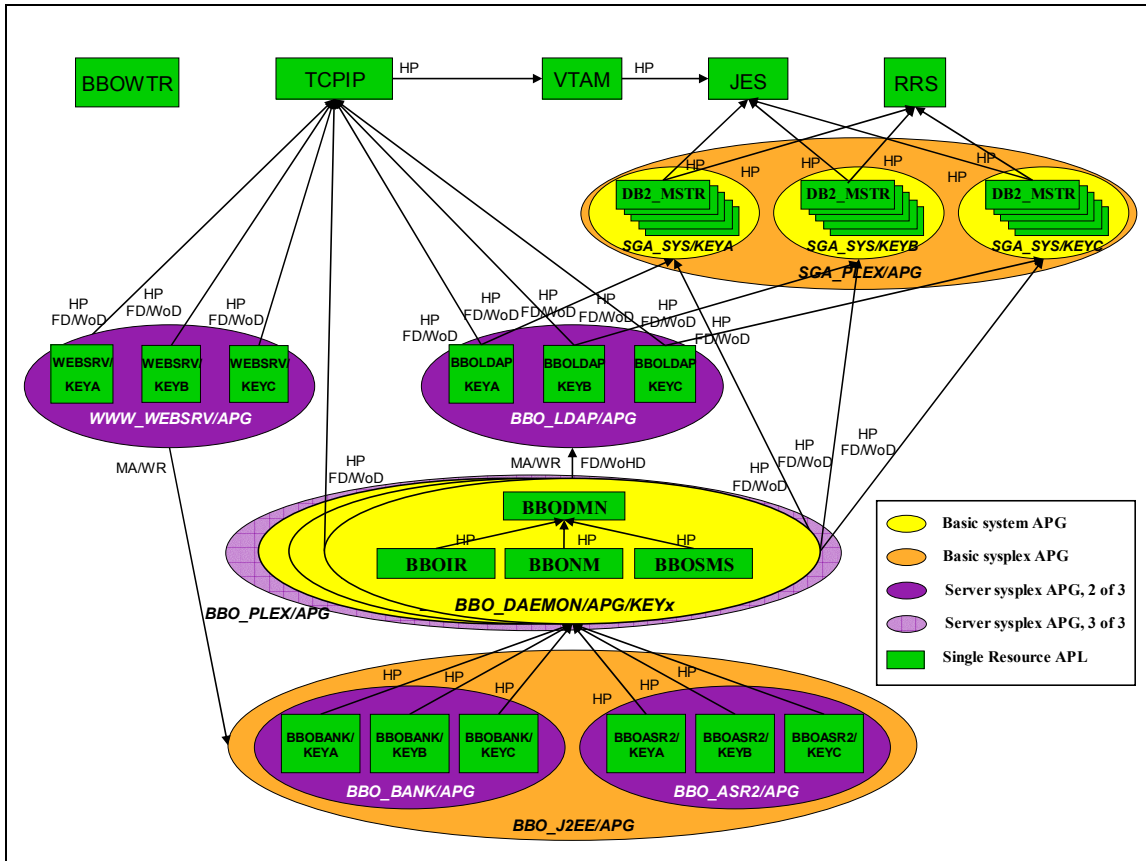 BBOWTR
TCPIP
HP
VTAM
HP
JES
RRS
HP
HP
HP
HP
HP
HP
DB2_MSTR
DB2_MSTR
DB2_MSTR
SGA_SYS/KEYA
SGA_SYS/KEYB
SGA_SYS/KEYC
SGA_PLEX/APG
HP
FD/WoD
HP
FD/WoD
HP
FD/WoD
HP
FD/WoD
HP
FD/WoD
HP
FD/WoD
HP
FD/WoD
HP
FD/WoD
HP
FD/WoD
WEBSRV/
KEYA
WEBSRV/
KEYB
WEBSRV/
KEYC
WWW_WEBSRV/APG
BBOLDAP
KEYA
BBOLDAP
KEYB
BBOLDAP
KEYC
BBO_LDAP/APG
MA/WR
HP
FD/WoD
MA/WR
FD/WoHD
HP
FD/WoD
HP
FD/WoD
HP
FD/WoD
BBODMN
HP
HP
HP
BBOIR
BBONM
BBOSMS
BBO_DAEMON/APG/KEYx
BBO_PLEX/APG
Basic system APG
Basic sysplex APG
Server sysplex APG, 2 of 3
Server sysplex APG, 3 of 3
Single Resource APL
HP
HP
HP
HP
HP
HP
BBOBANK/
KEYA
BBOBANK/
KEYB
BBOBANK/
KEYC
BBO_BANK/APG
BBOASR2/
KEYA
BBOASR2/
KEYB
BBOASR2/
KEYC
BBO_ASR2/APG
BBO_J2EE/APG